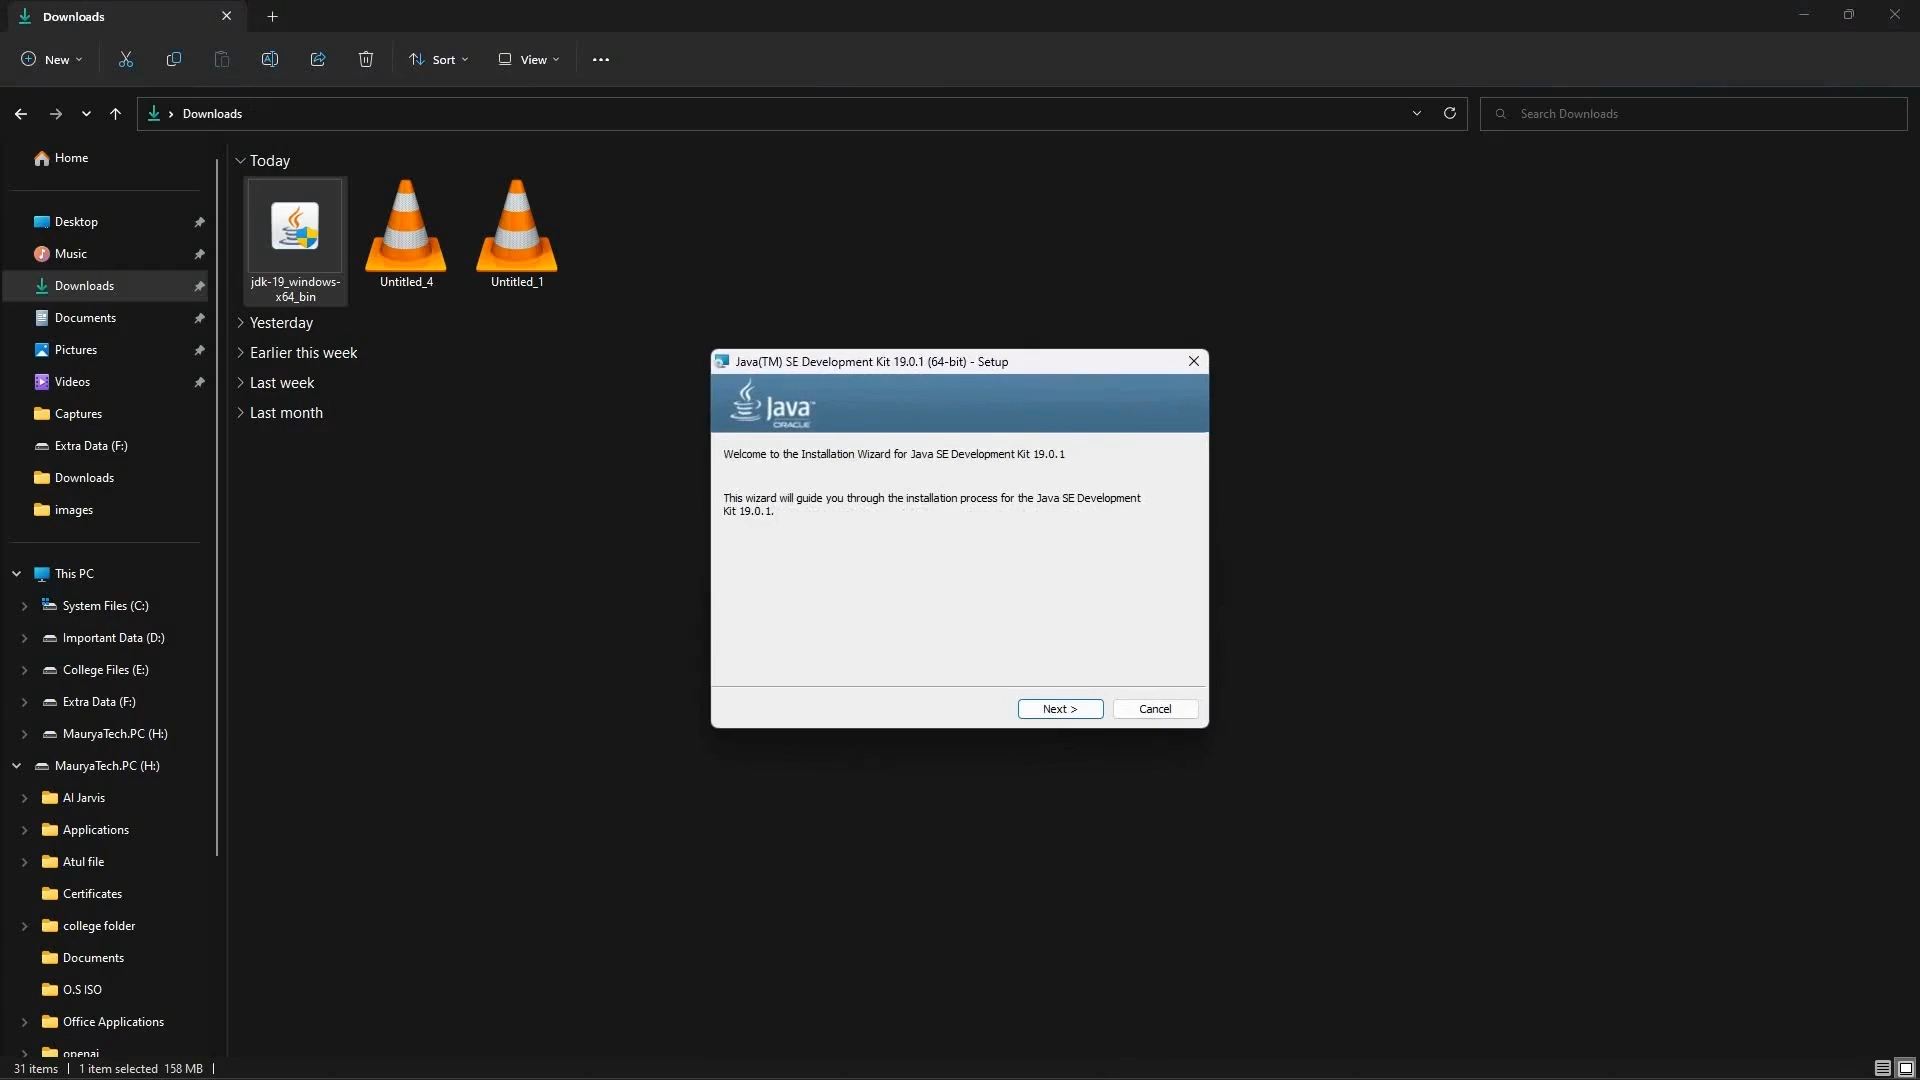 Downloads
New
Sort
View
Downloads
Search Downloads
Home
Desktop
Music
Downloads
Documents
Pictures
Videos
Captures
Extra Data (F:)
Downloads
images
This PC
System Files (C:)
Important Data (D:)
College Files (E:)
Extra Data (F:)
MauryaTech.PC (H:)
MauryaTech.PC (H:)
AI Jarvis
Applications
Atul file
Certificates
college folder
Documents
O.S ISO
Office Applications
openai
Today
jdk-19_windows-
x64_bin
Untitled_4
Untitled_1
Yesterday
Earlier this week
Last week
Last month
Java(TM) SE Development Kit 19.0.1 (64-bit) - Setup
Java™
ORACLE
Welcome to the Installation Wizard for Java SE Development Kit 19.0.1
This wizard will guide you through the installation process for the Java SE Development
Kit 19.0.1.
Next >
Cancel
31 items
1 item selected 158 MB